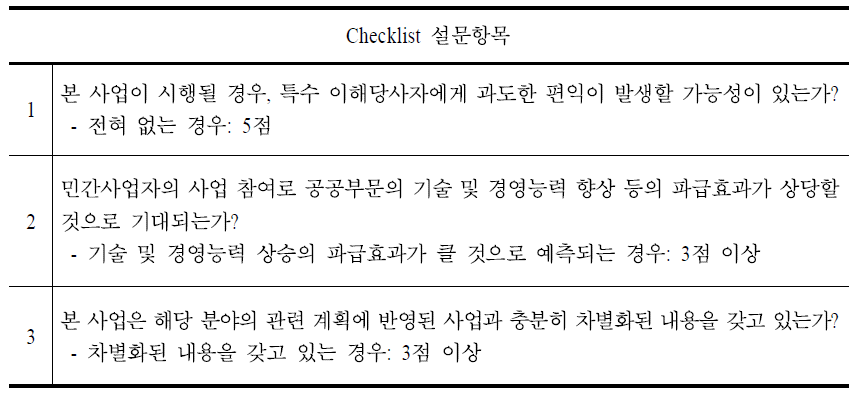 Checklist 설문항목
1
본 사업이 시행될 경우, 특수 이해당사자에게 과도한 편익이 발생할 가능성이 있는가?
- 전혀 없는 경우: 5점
2
민간사업자의 사업 참여로 공공부문의 기술 및 경영능력 향상 등의 파급효과가 상당할
것으로 기대되는가?
- 기술 및 경영능력 상승의 파급효과가 클 것으로 예측되는 경우: 3점 이상
3
본 사업은 해당 분야의 관련 계획에 반영된 사업과 충분히 차별화된 내용을 갖고 있는가?
- 차별화된 내용을 갖고 있는 경우: 3점 이상